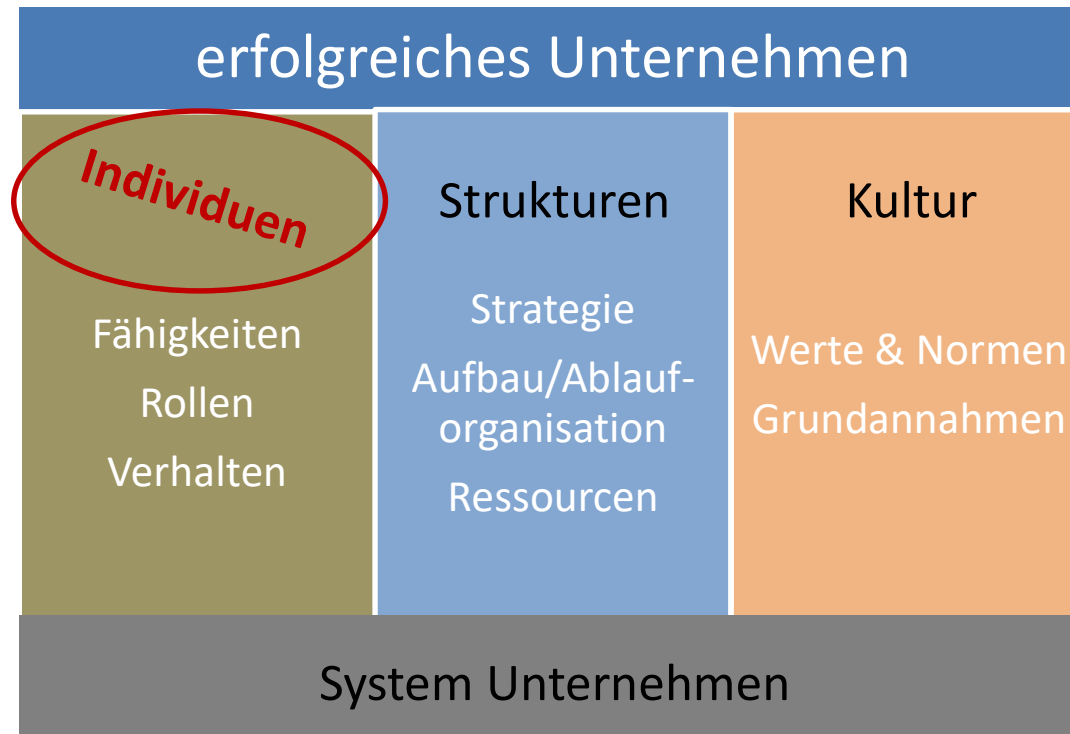 erfolgreiches Unternehmen
Individuen
Fähigkeiten
Rollen
Verhalten
Strukturen
Strategie
Aufbau/Ablauf-
organisation
Ressourcen
Kultur
Werte & Normen
Grundannahmen
System Unternehmen